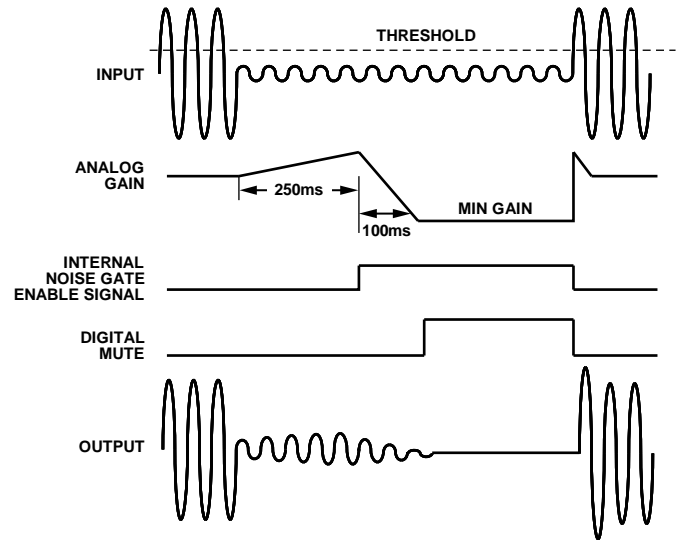 THRESHOLD
INPUT
ANALOG
GAIN
250ms
MIN GAIN
100ms
INTERNAL
NOISE GATE
ENABLE SIGNAL
DIGITAL
MUTE
OUTPUT